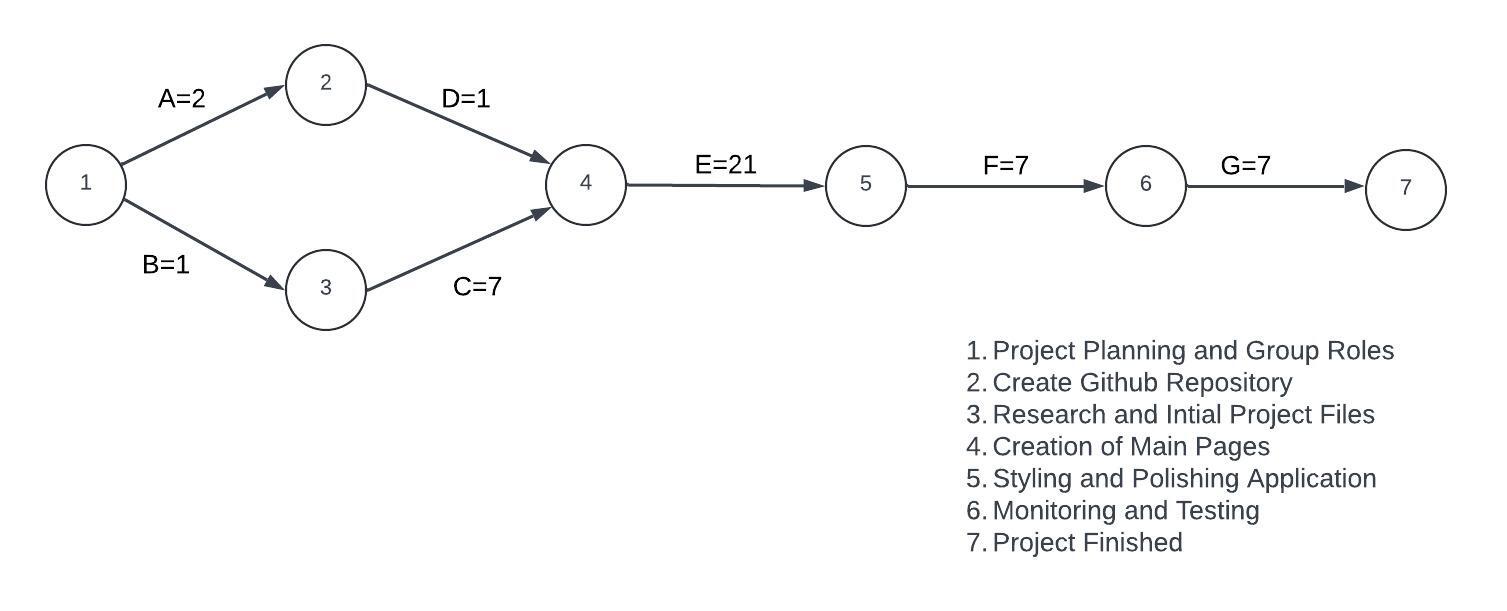 A=2
2
D=1
1
4
E=21
5
F=7
6
G=7
7
B=1
3
C=7
1. Project Planning and Group Roles
2. Create Github Repository
3. Research and Intial Project Files
4. Creation of Main Pages
5. Styling and Polishing Application
6. Monitoring and Testing
7. Project Finished